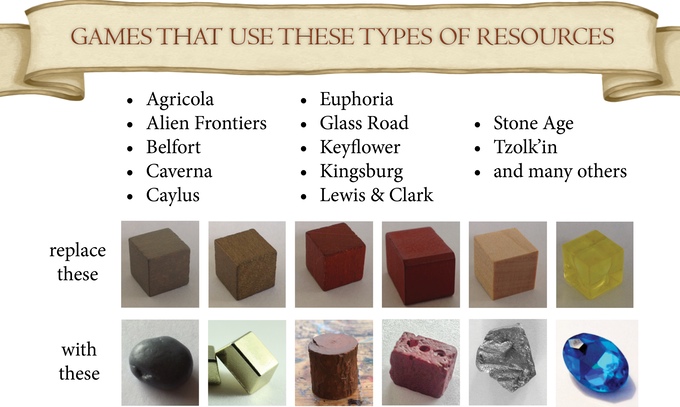 GAMES THAT USE THESE TYPES OF RESOURCES
• Agricola
• Alien Frontiers
• Belfort
• Caverna
• Caylus
• Euphoria
• Glass Road
• Keyflower
• Kingsburg
• Lewis & Clark
• Stone Age
• Tzolk'in
• and many others
replace
these
with
these